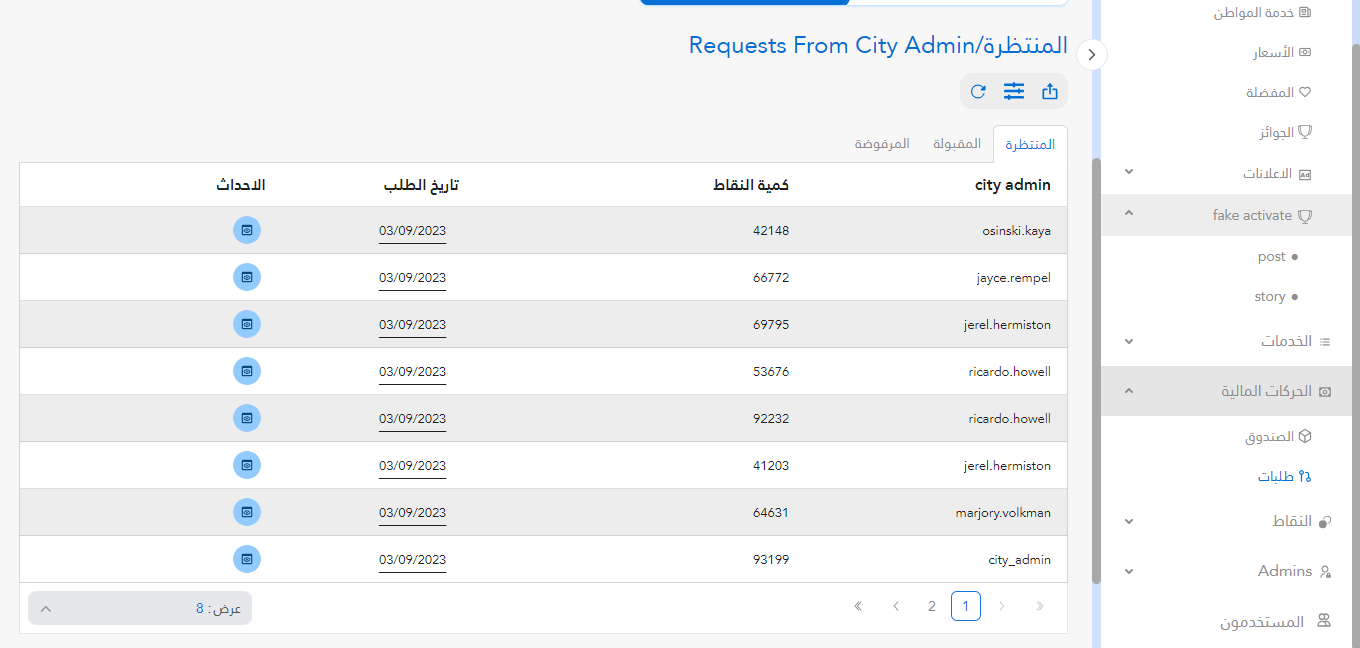 خدمة المواطن
الأسعار
المفضلة
الجوائز
الاعلانات
fake activate
post
story
الخدمات
الحركات المالية
الصندوق
طلبات
النقاط
Admins
المستخدمون
المنتظرة/Requests From City Admin
المنتظرة المقبولة المرفوضة
city admin كمية النقاط تاريخ الطلب الاحداث
osinski.kaya 42148 03/09/2023
jayce.rempel 66772 03/09/2023
jerel.hermiston 69795 03/09/2023
ricardo.howell 53676 03/09/2023
ricardo.howell 92232 03/09/2023
jerel.hermiston 41203 03/09/2023
marjory.volkman 64631 03/09/2023
city_admin 93199 03/09/2023
« ‹ 2 1 › »
عرض: 8